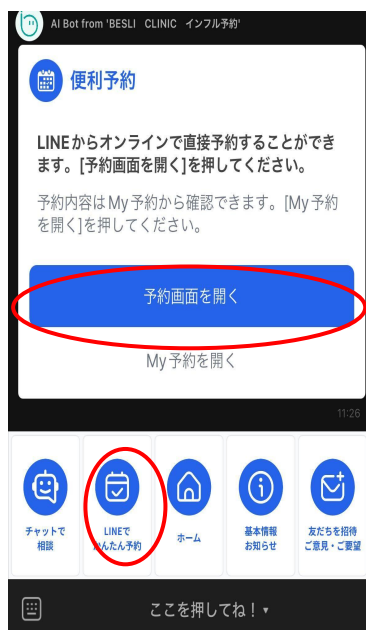 AI Bot from 'BESLI CLINIC インフル予約'
便利予約
LINEからオンラインで直接予約することができ
ます。[予約画面を開く]を押してください。
予約内容はMy予約から確認できます。[My予約
を開く]を押してください。
予約画面を開く
My予約を開く
11:26
チャットで
相談
LINEで
かんたん予約
ホーム
基本情報
お知らせ
友だちを招待
ご意見・ご要望
ここを押してね！▾